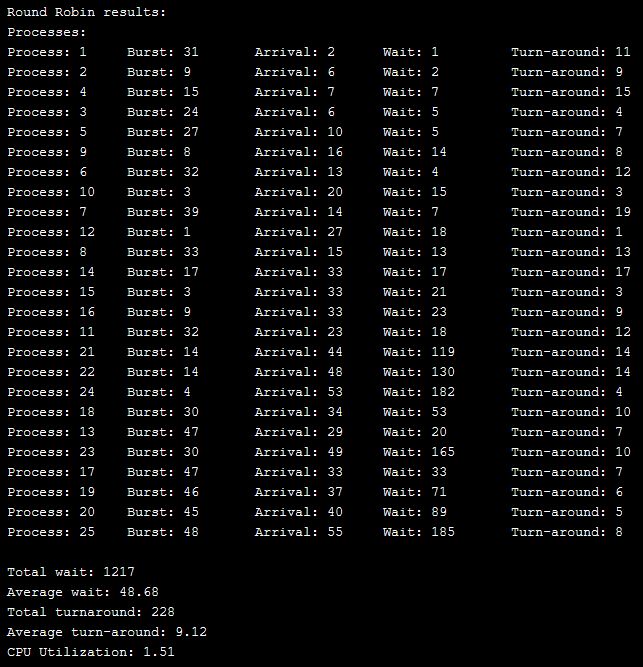 Round Robin results:
Processes:
Process: 1 Burst: 31 Arrival: 2 Wait: 1 Turn-around: 11
Process: 2 Burst: 9 Arrival: 6 Wait: 2 Turn-around: 9
Process: 4 Burst: 15 Arrival: 7 Wait: 7 Turn-around: 15
Process: 3 Burst: 24 Arrival: 6 Wait: 5 Turn-around: 4
Process: 5 Burst: 27 Arrival: 10 Wait: 5 Turn-around: 7
Process: 9 Burst: 8 Arrival: 16 Wait: 14 Turn-around: 8
Process: 6 Burst: 32 Arrival: 13 Wait: 4 Turn-around: 12
Process: 10 Burst: 3 Arrival: 20 Wait: 15 Turn-around: 3
Process: 7 Burst: 39 Arrival: 14 Wait: 7 Turn-around: 19
Process: 12 Burst: 1 Arrival: 27 Wait: 18 Turn-around: 1
Process: 8 Burst: 33 Arrival: 15 Wait: 13 Turn-around: 13
Process: 14 Burst: 17 Arrival: 33 Wait: 17 Turn-around: 17
Process: 15 Burst: 3 Arrival: 33 Wait: 21 Turn-around: 3
Process: 16 Burst: 9 Arrival: 33 Wait: 23 Turn-around: 9
Process: 11 Burst: 32 Arrival: 23 Wait: 18 Turn-around: 12
Process: 21 Burst: 14 Arrival: 44 Wait: 119 Turn-around: 14
Process: 22 Burst: 14 Arrival: 48 Wait: 130 Turn-around: 14
Process: 24 Burst: 4 Arrival: 53 Wait: 182 Turn-around: 4
Process: 18 Burst: 30 Arrival: 34 Wait: 53 Turn-around: 10
Process: 13 Burst: 47 Arrival: 29 Wait: 20 Turn-around: 7
Process: 23 Burst: 30 Arrival: 49 Wait: 165 Turn-around: 10
Process: 17 Burst: 47 Arrival: 33 Wait: 33 Turn-around: 7
Process: 19 Burst: 46 Arrival: 37 Wait: 71 Turn-around: 6
Process: 20 Burst: 45 Arrival: 40 Wait: 89 Turn-around: 5
Process: 25 Burst: 48 Arrival: 55 Wait: 185 Turn-around: 8
Total wait: 1217
Average wait: 48.68
Total turnaround: 228
Average turn-around: 9.12
CPU Utilization: 1.51